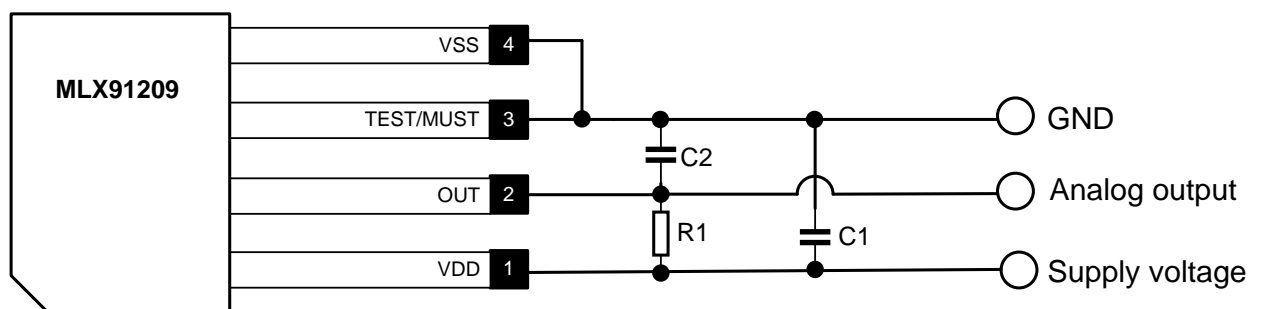 MLX91209
VSS 4
TEST/MUST 3
GND
C2
OUT 2
Analog output
R1
C1
VDD 1
Supply voltage